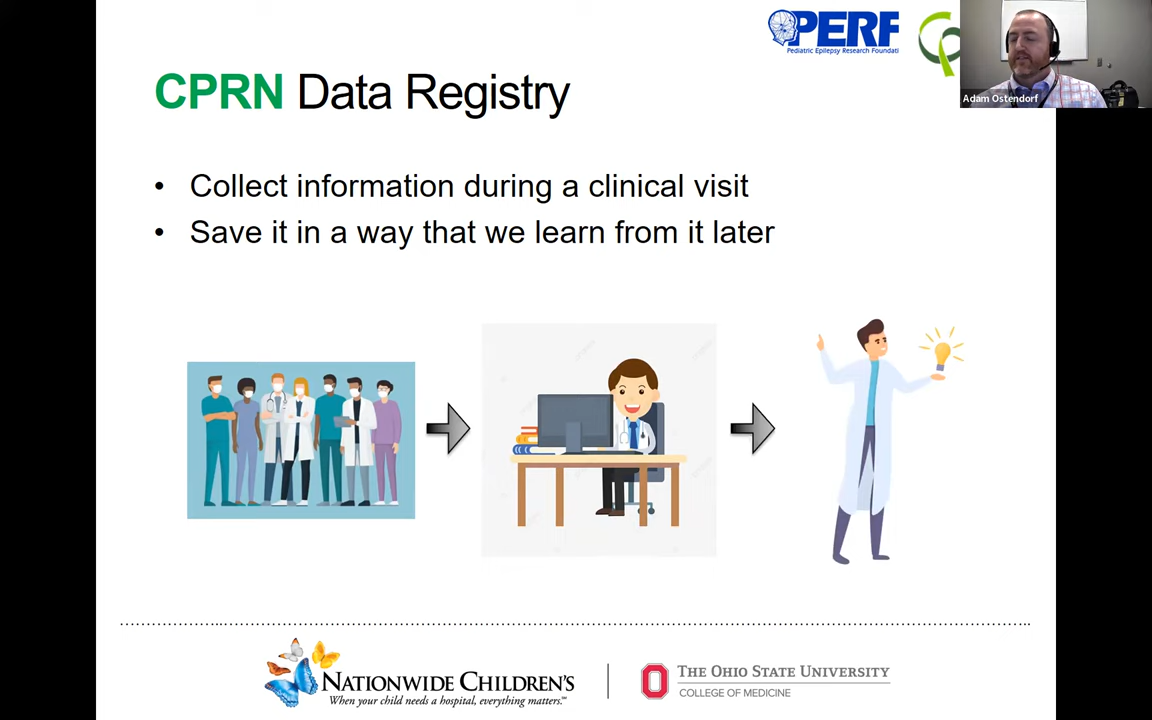 PERF
Pediatric Epilepsy Research Foundati
Adam Ostendorf
CPRN Data Registry
• Collect information during a clinical visit
• Save it in a way that we learn from it later
NATIONWIDE CHILDREN'S
When your child needs a hospital, everything matters.
THE OHIO STATE UNIVERSITY
COLLEGE OF MEDICINE